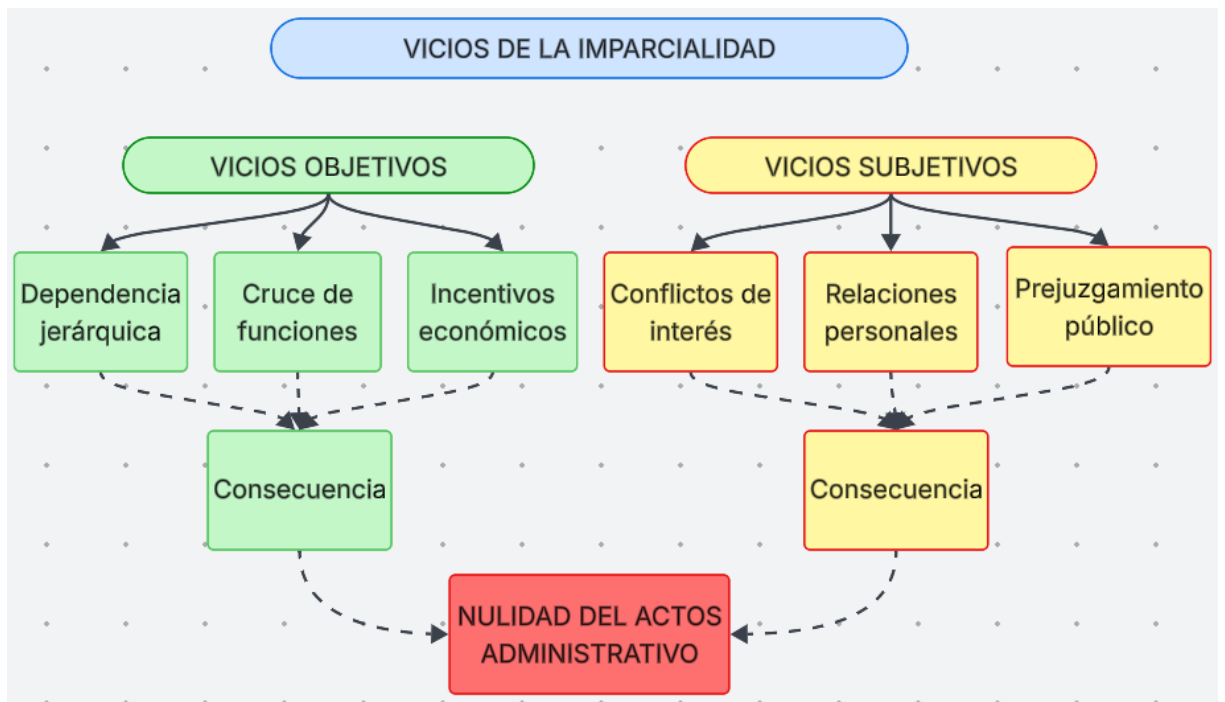 VICIOS DE LA IMPARCIALIDAD
VICIOS OBJETIVOS
VICIOS SUBJETIVOS
Dependencia
jerárquica
Cruce de
funciones
Incentivos
económicos
Conflictos de
interés
Relaciones
personales
Prejuzgamiento
público
Consecuencia
Consecuencia
NULIDAD DEL ACTOS
ADMINISTRATIVO